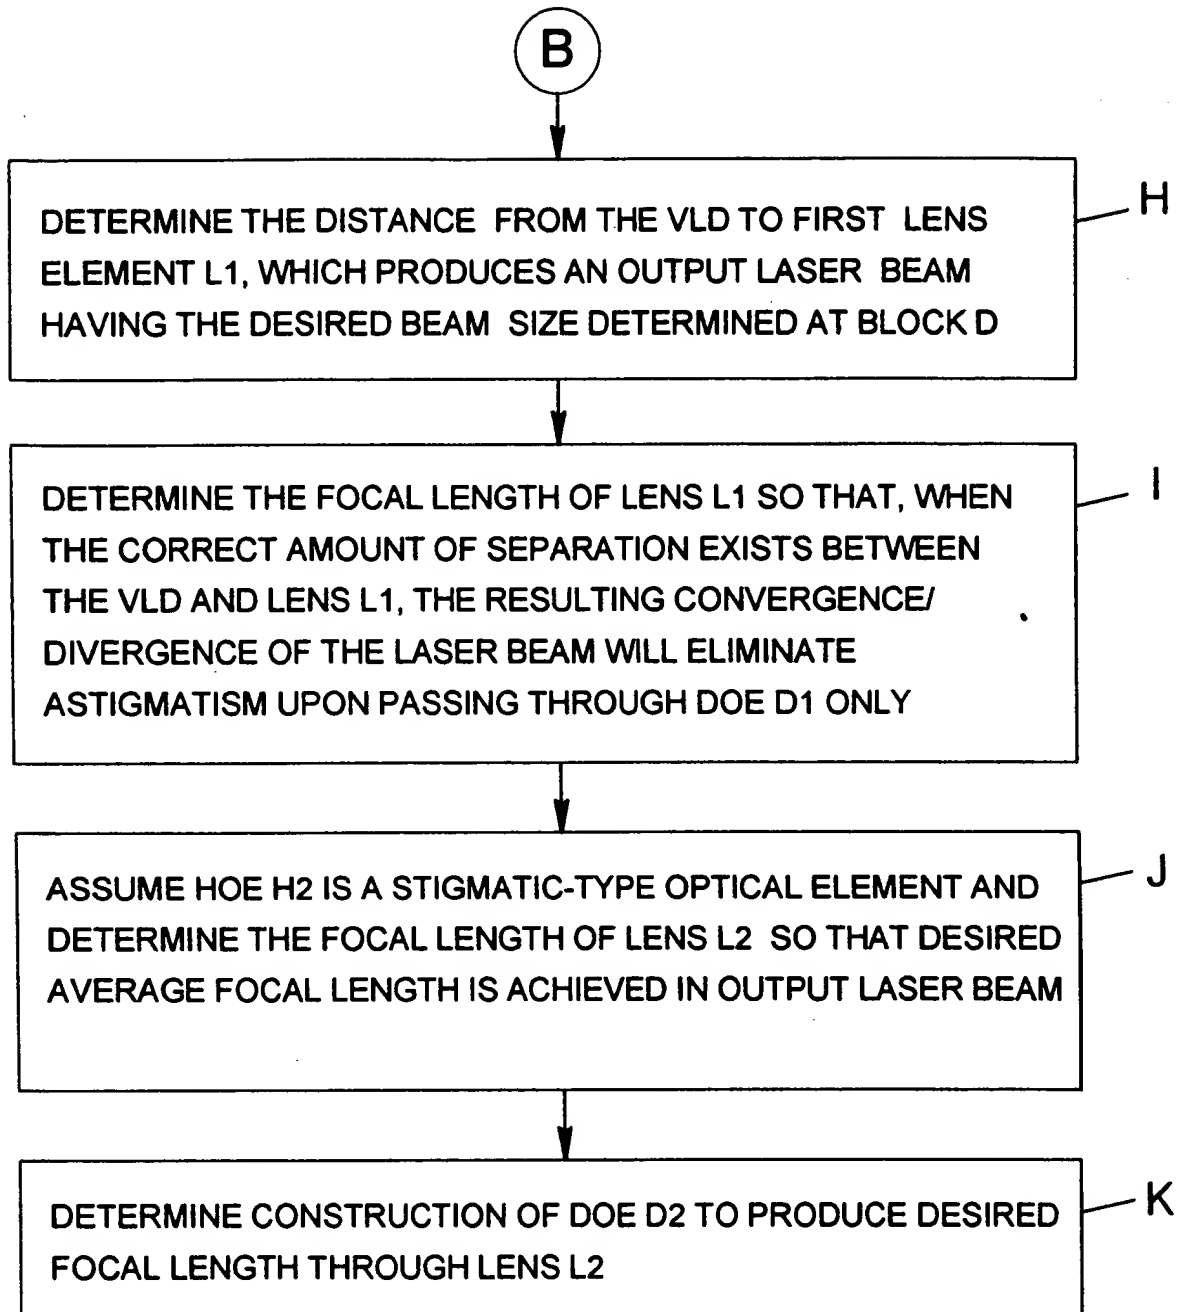 B
DETERMINE THE DISTANCE FROM THE VLD TO FIRST LENS
ELEMENT L1, WHICH PRODUCES AN OUTPUT LASER BEAM
HAVING THE DESIRED BEAM SIZE DETERMINED AT BLOCK D
H
DETERMINE THE FOCAL LENGTH OF LENS L1 SO THAT, WHEN
THE CORRECT AMOUNT OF SEPARATION EXISTS BETWEEN
THE VLD AND LENS L1, THE RESULTING CONVERGENCE/
DIVERGENCE OF THE LASER BEAM WILL ELIMINATE
ASTIGMATISM UPON PASSING THROUGH DOE D1 ONLY
I
ASSUME HOE H2 IS A STIGMATIC-TYPE OPTICAL ELEMENT AND
DETERMINE THE FOCAL LENGTH OF LENS L2 SO THAT DESIRED
AVERAGE FOCAL LENGTH IS ACHIEVED IN OUTPUT LASER BEAM
J
DETERMINE CONSTRUCTION OF DOE D2 TO PRODUCE DESIRED
FOCAL LENGTH THROUGH LENS L2
K